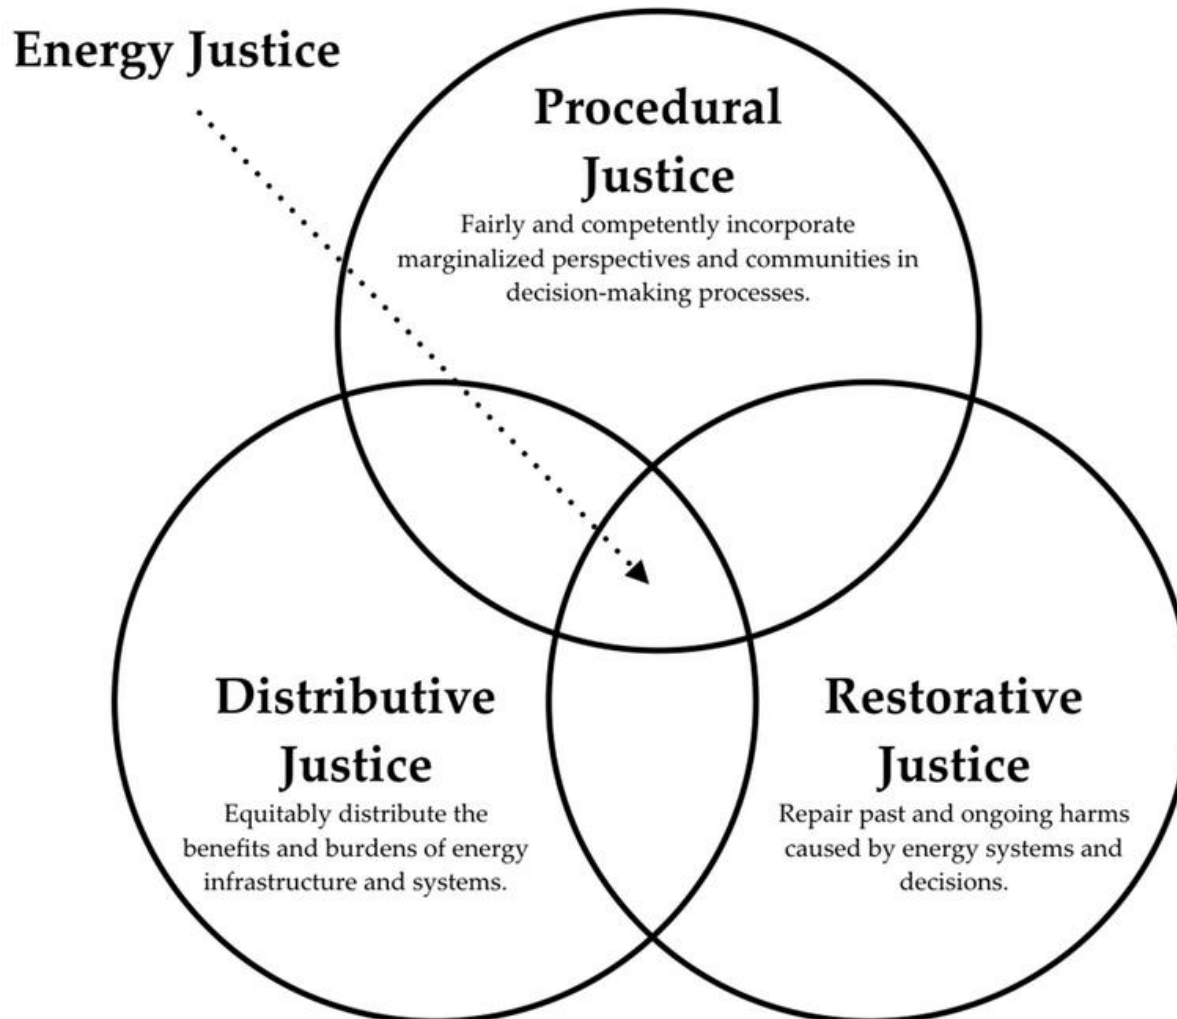 Energy Justice
Procedural
Justice
Fairly and competently incorporate
marginalized perspectives and communities in
decision-making processes.
Distributive
Justice
Equitably distribute the
benefits and burdens of energy
infrastructure and systems.
Restorative
Justice
Repair past and ongoing harms
caused by energy systems and
decisions.